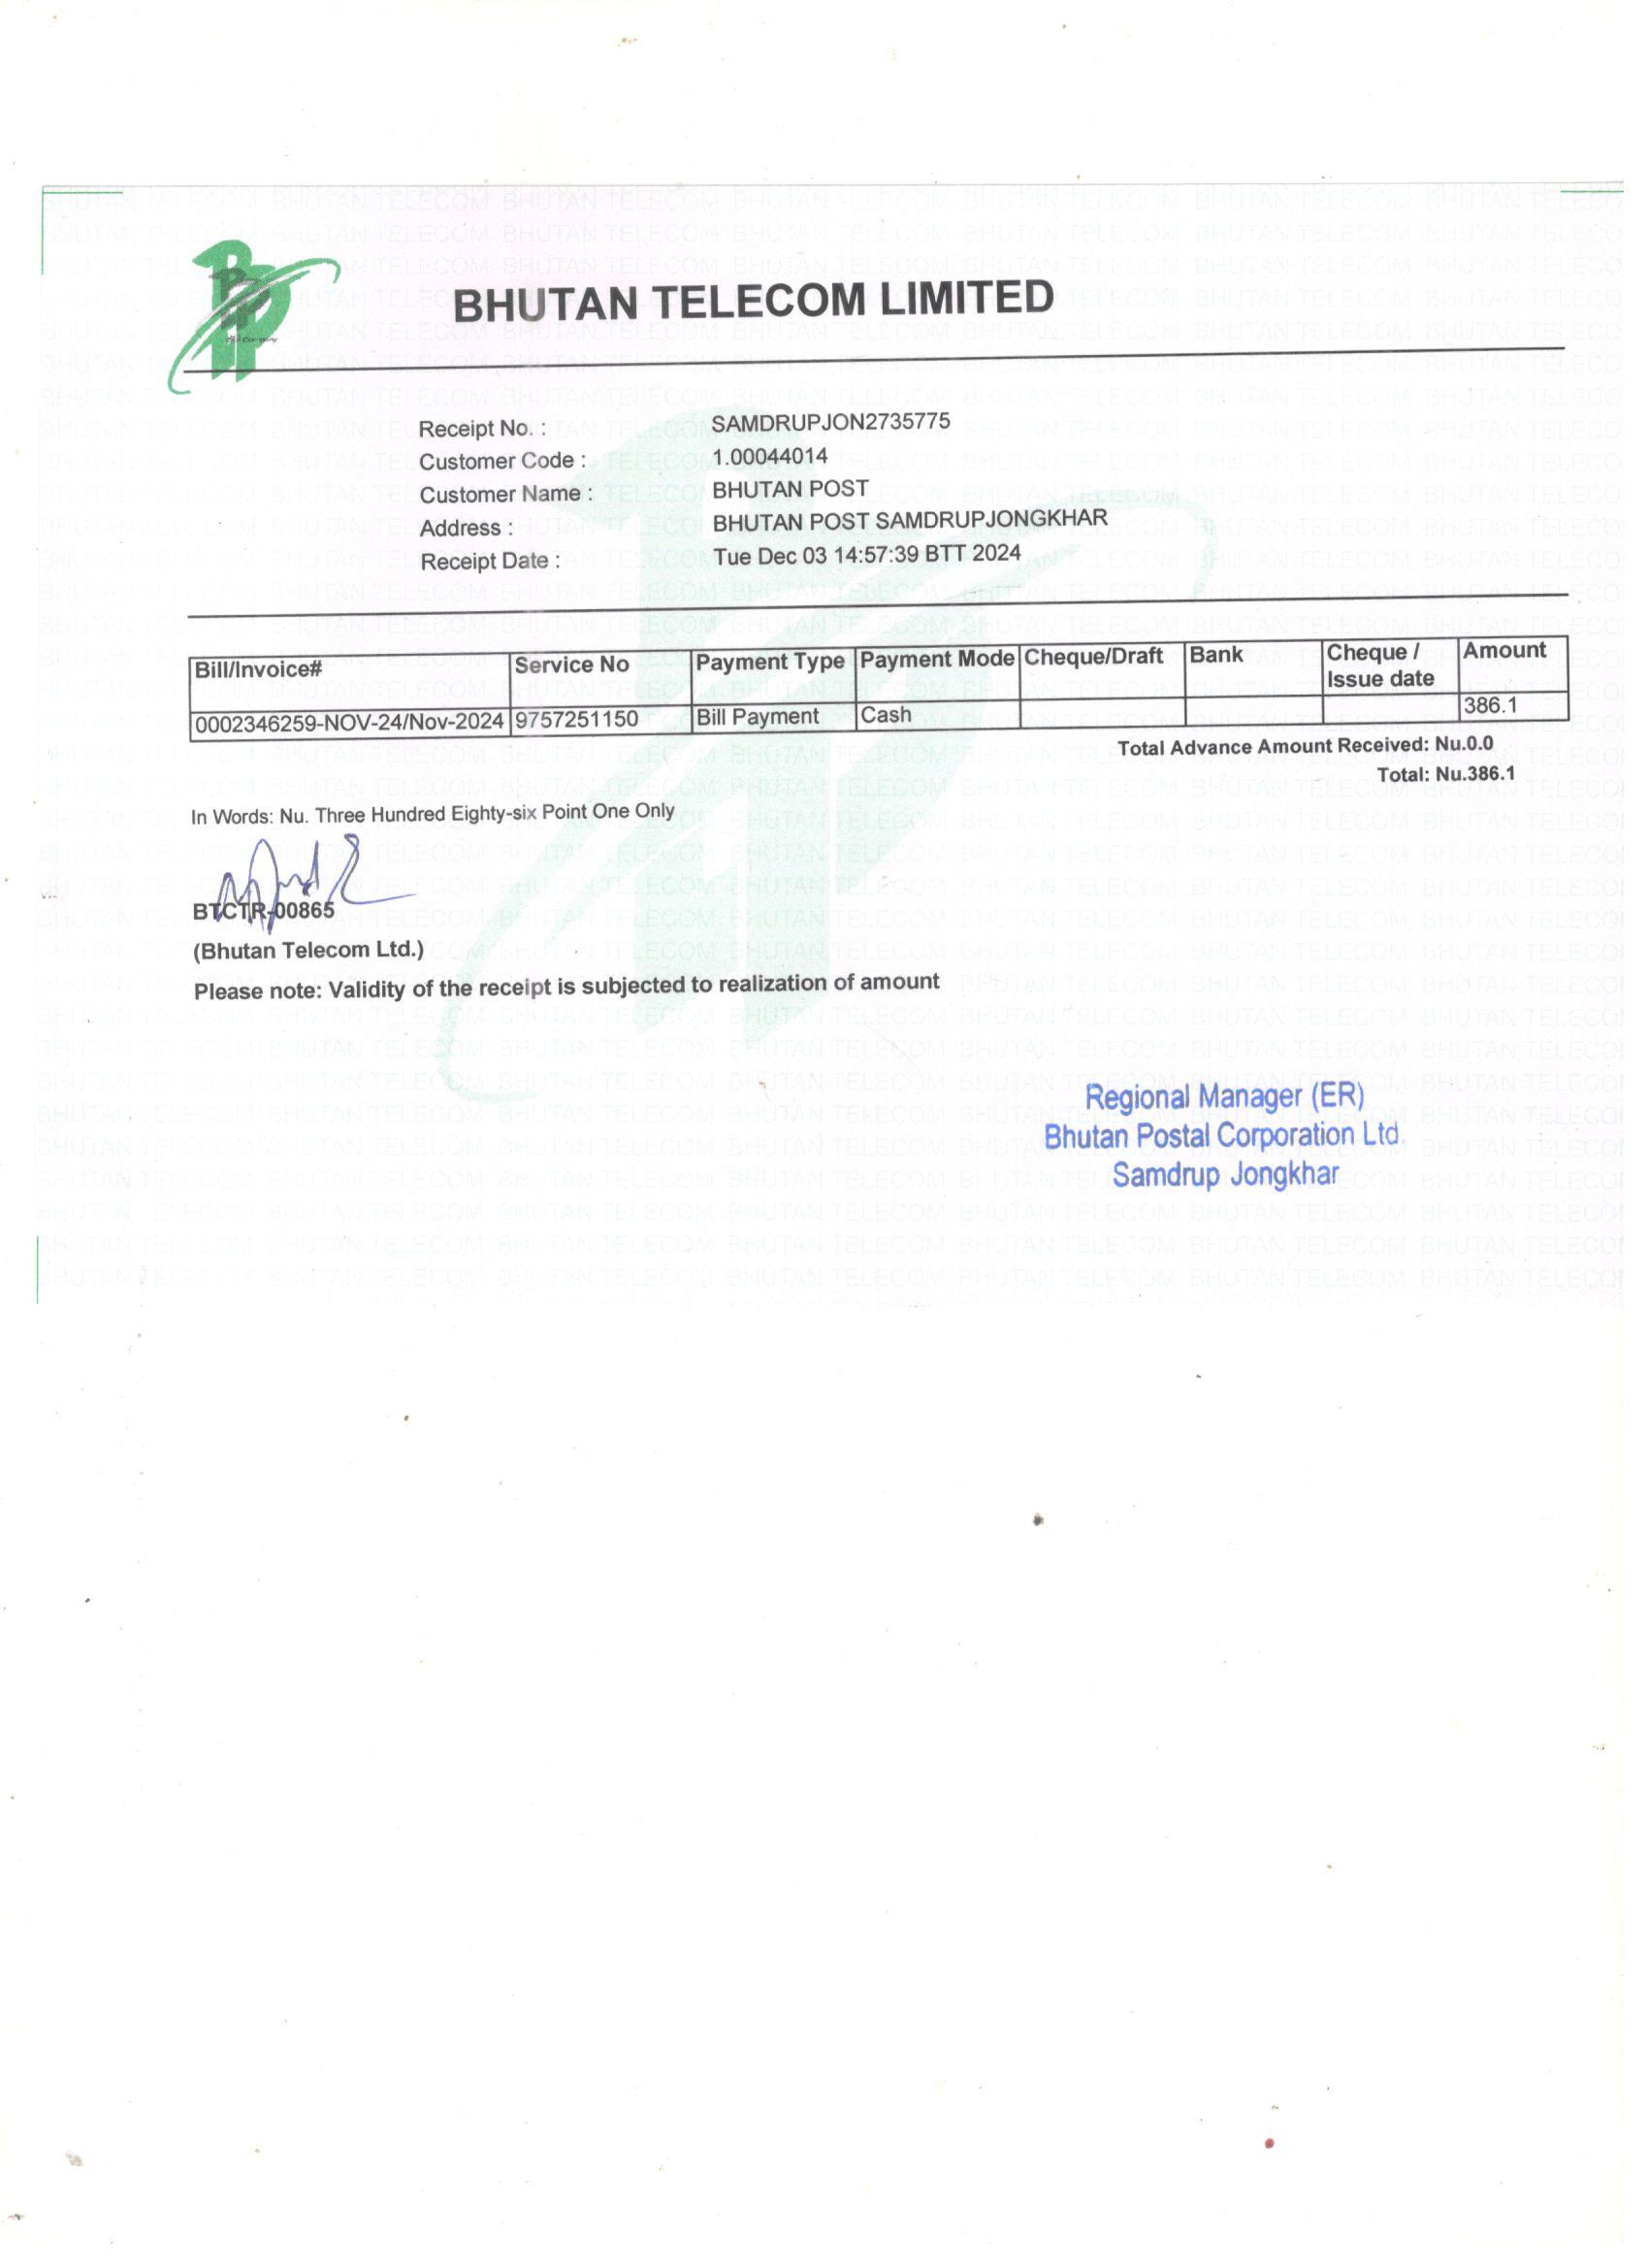 BHUTAN TELECOM LIMITED
Receipt No. : SAMDRUPJON2735775
Customer Code : 1.00044014
Customer Name : BHUTAN POST
Address : BHUTAN POST SAMDRUPJONGKHAR
Receipt Date : Tue Dec 03 14:57:39 BTT 2024
Bill/Invoice# Service No Payment Type Payment Mode Cheque/Draft Bank Cheque / Issue date Amount
0002346259-NOV-24/Nov-2024 9757251150 Bill Payment Cash 386.1
Total Advance Amount Received: Nu.0.0
Total: Nu.386.1
In Words: Nu. Three Hundred Eighty-six Point One Only
BTCTR-00865
(Bhutan Telecom Ltd.)
Please note: Validity of the receipt is subjected to realization of amount
Regional Manager (ER)
Bhutan Postal Corporation Ltd.
Samdrup Jongkhar